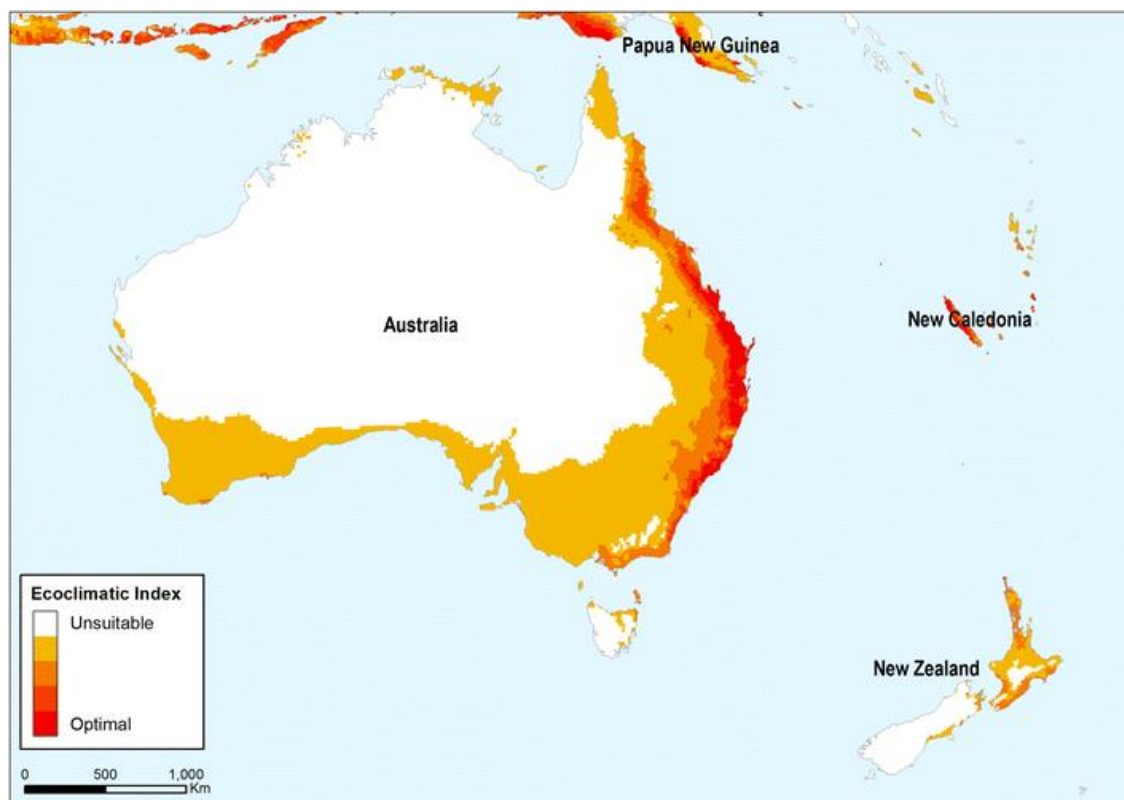 Papua New Guinea
Australia
New Caledonia
New Zealand
Ecoclimatic Index
Unsuitable
Optimal
0 500 1,000
Km